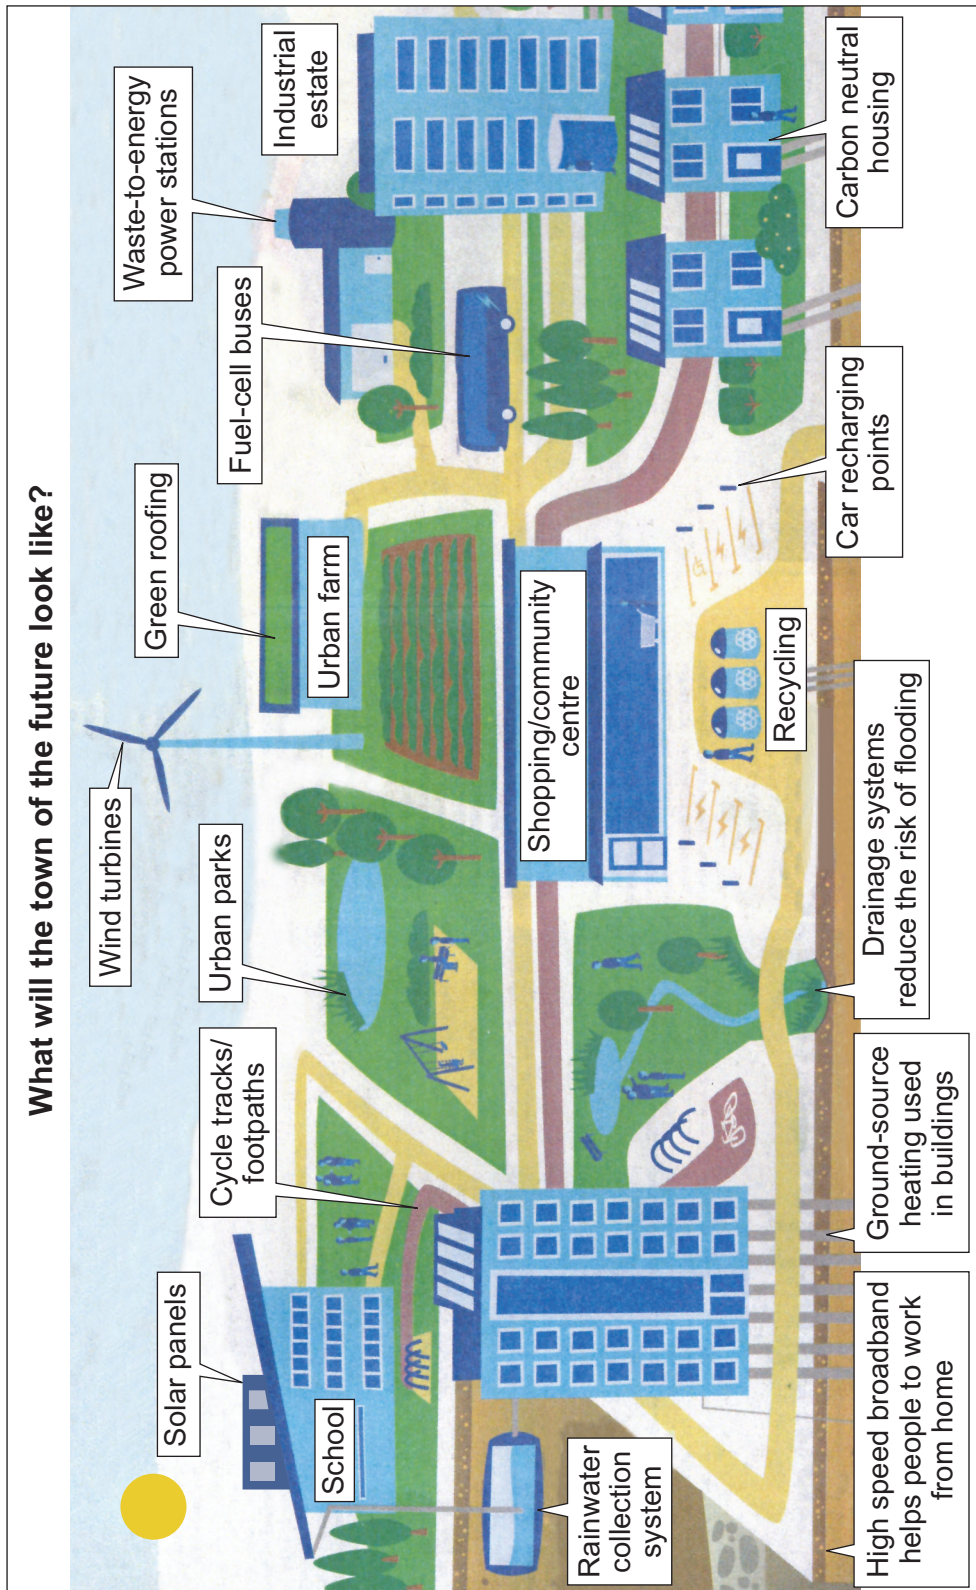 What will the town of the future look like?
Solar panels
Cycle tracks/
footpaths
Urban parks
Wind turbines
Green roofing
Fuel-cell buses
Waste-to-energy
power stations
Industrial
estate
School
Urban farm
Rainwater
collection
system
Shopping/community
centre
Recycling
High speed broadband
helps people to work
from home
Ground-source
heating used
in buildings
Drainage systems
reduce the risk of flooding
Car recharging
points
Carbon neutral
housing